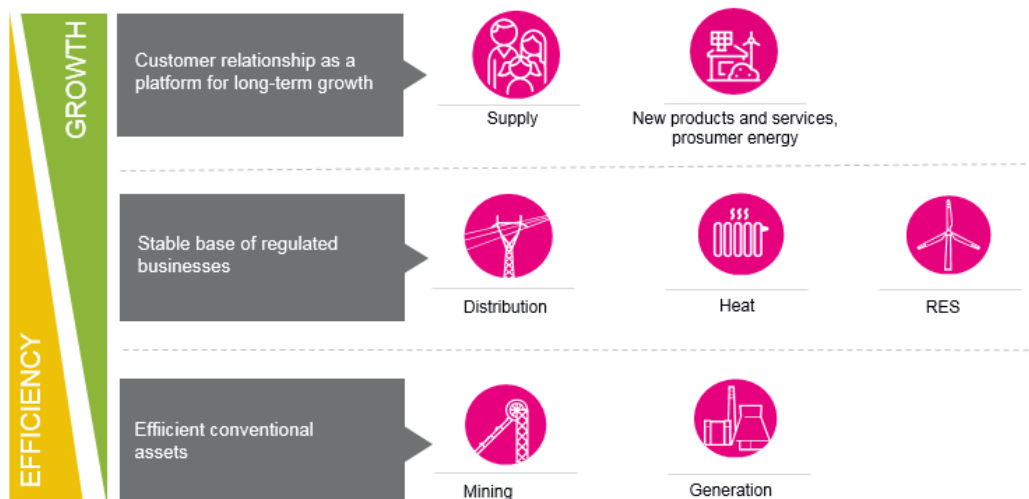 GROWTH
EFFICIENCY
Customer relationship as a
platform for long-term growth
Supply
New products and services,
prosumer energy
Stable base of regulated
businesses
Distribution
Heat
RES
Effiicient conventional
assets
Mining
Generation